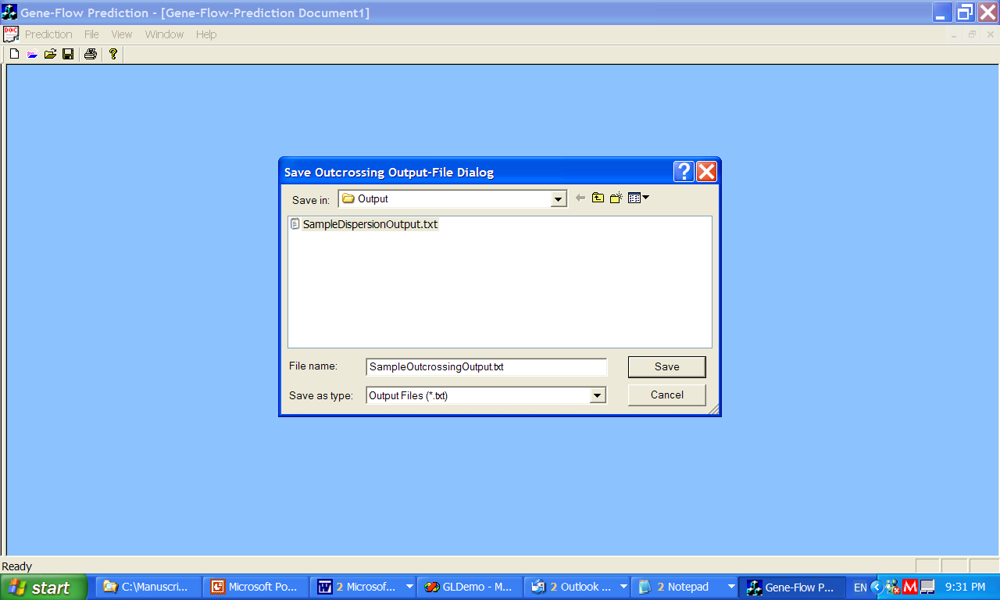 Gene-Flow Prediction - [Gene-Flow-Prediction Document1]
DOC
Prediction File View Window Help
Save Outcrossing Output-File Dialog
Save in: Output
SampleDispersionOutput.txt
File name: SampleOutcrossingOutput.txt Save
Save as type: Output Files (*.txt) Cancel
Ready
start C:\Manuscri... Microsoft Po... 2 Microsof... GLDemo - M... 2 Outlook ... 2 Notepad Gene-Flow P... EN 9:31 PM